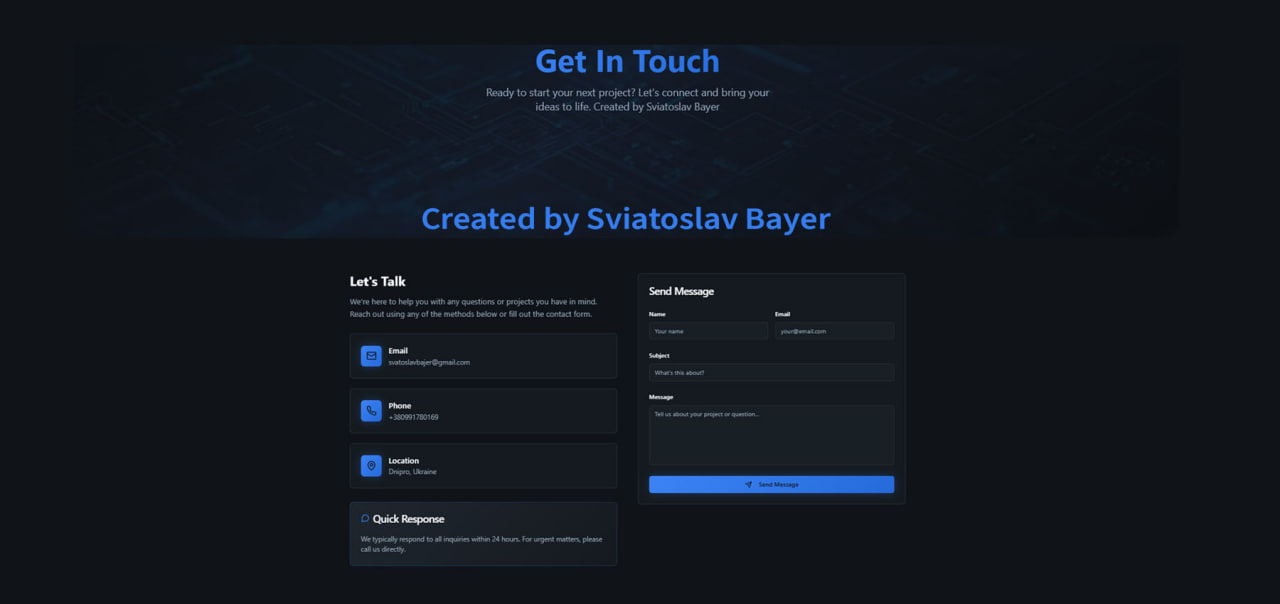 Get In Touch
Ready to start your next project? Let's connect and bring your
ideas to life. Created by Sviatoslav Bayer
Created by Sviatoslav Bayer
Let's Talk
We're here to help you with any questions or projects you have in mind.
Reach out using any of the methods below or fill out the contact form.
Email
svatoslavbajer@gmail.com
Phone
+380991780169
Location
Dnipro, Ukraine
Quick Response
We typically respond to all inquiries within 24 hours. For urgent matters, please
call us directly.
Send Message
Name
Email
Your name
your@email.com
Subject
What's this about?
Message
Tell us about your project or question...
Send Message